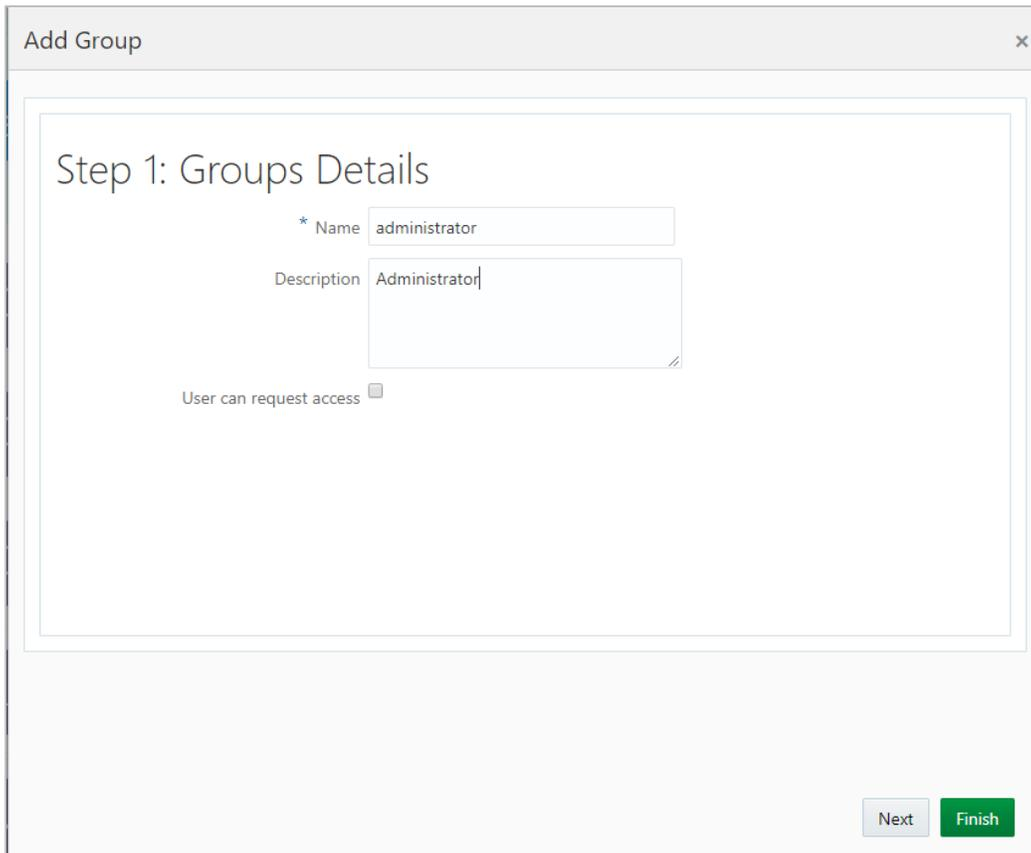 Add Group
×
Step 1: Groups Details
* Name administrator
Description Administrator
User can request access
Next Finish